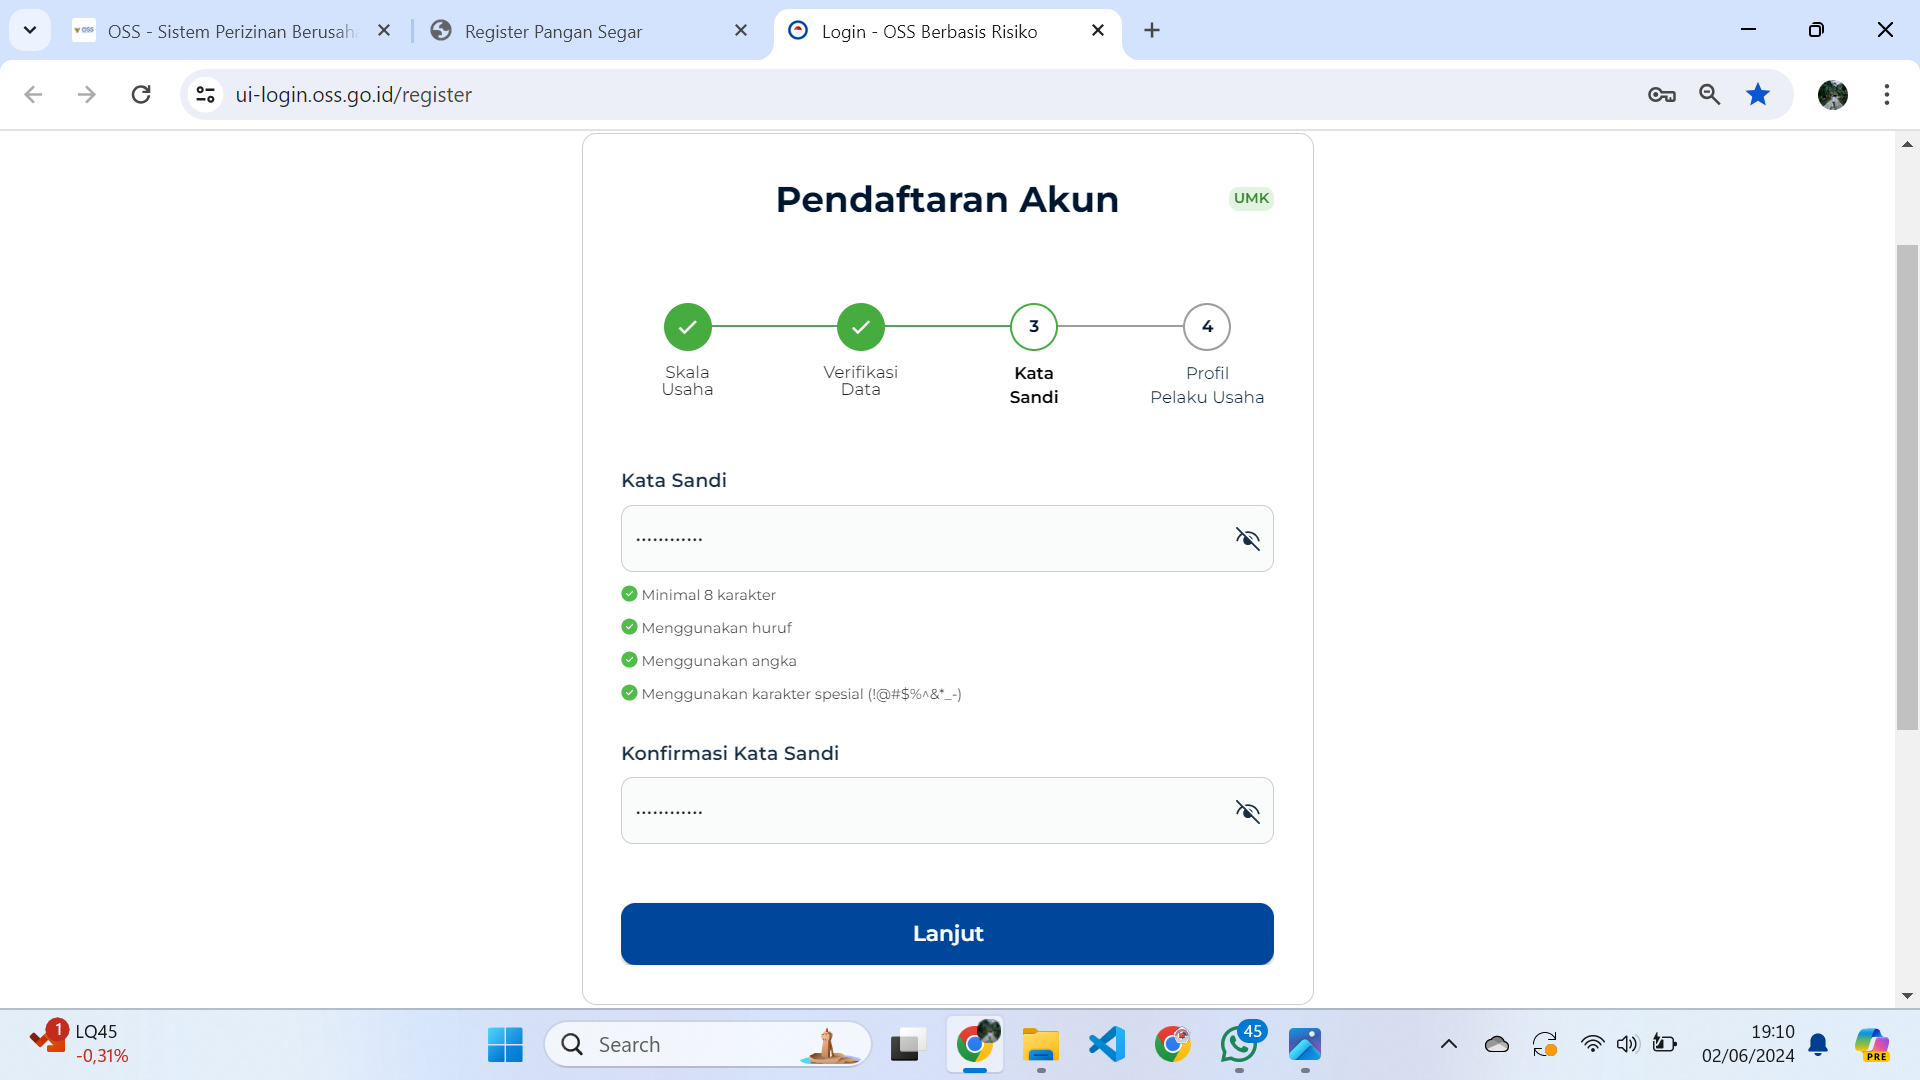 OSS - Sistem Perizinan Berusaha
Register Pangan Segar
Login - OSS Berbasis Risiko
ui-login.oss.go.id/register
Pendaftaran Akun
UMK
3
4
Skala
Usaha
Verifikasi
Data
Kata
Sandi
Profil
Pelaku Usaha
Kata Sandi
Minimal 8 karakter
Menggunakan huruf
Menggunakan angka
Menggunakan karakter spesial (!@#$%^&*_-)
Konfirmasi Kata Sandi
Lanjut
1
LQ45
-0,31%
Search
45
19:10
02/06/2024
PRE